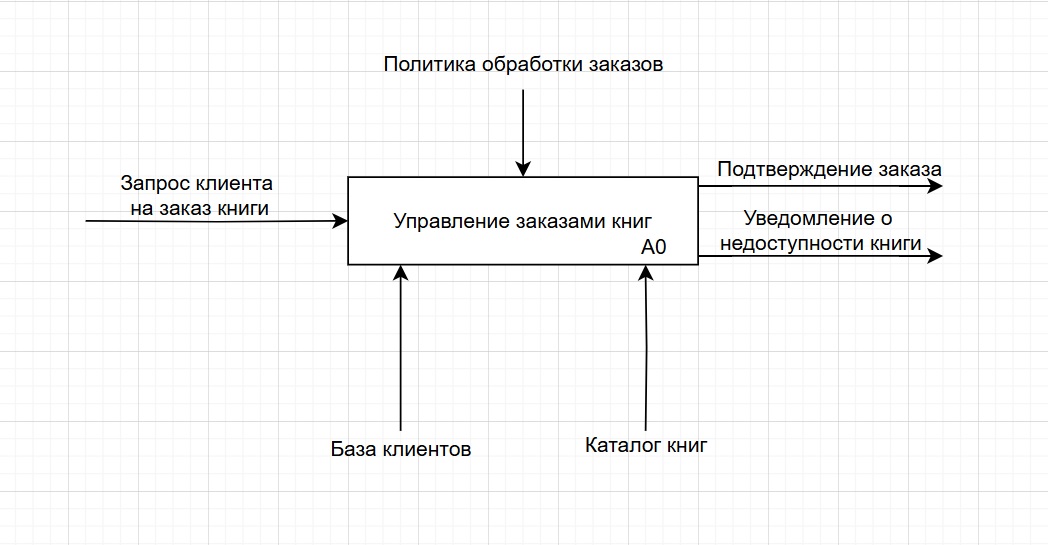 Политика обработки заказов
Запрос клиента
на заказ книги
Управление заказами книг
A0
Подтверждение заказа
Уведомление о
недоступности книги
База клиентов
Каталог книг